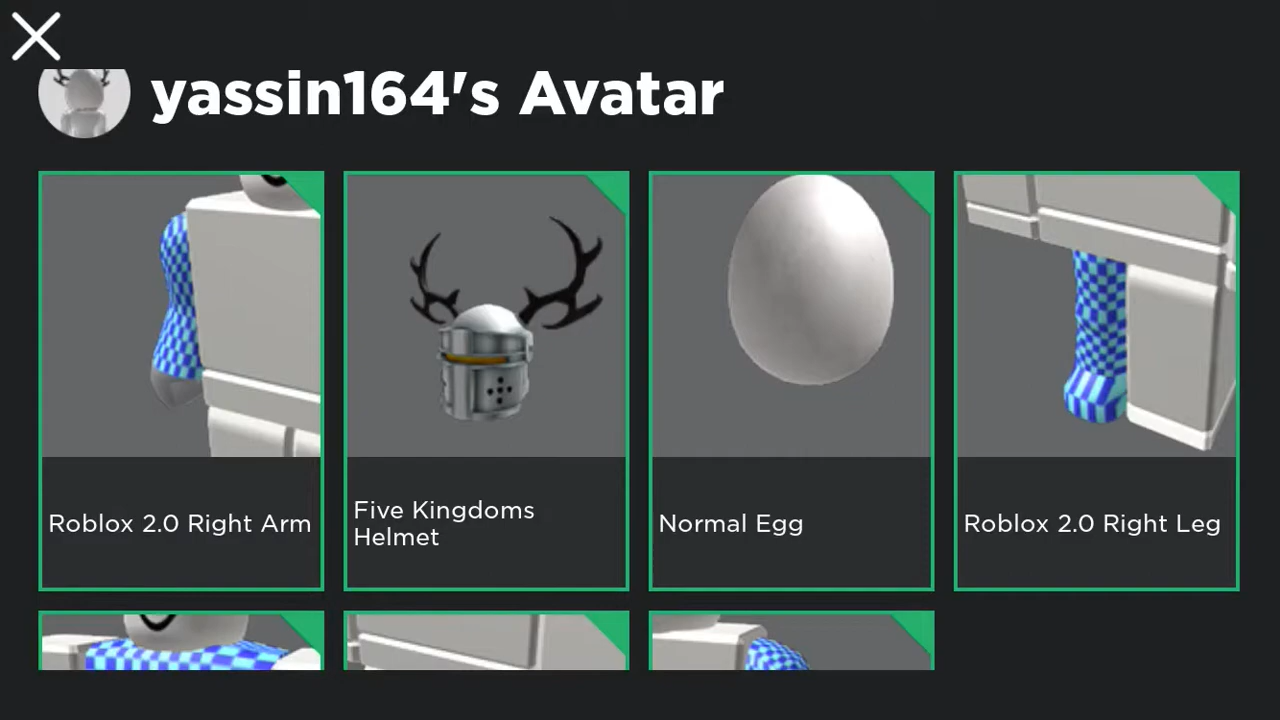 yassin164's Avatar
Roblox 2.0 Right Arm
Five Kingdoms
Helmet
Normal Egg
Roblox 2.0 Right Leg